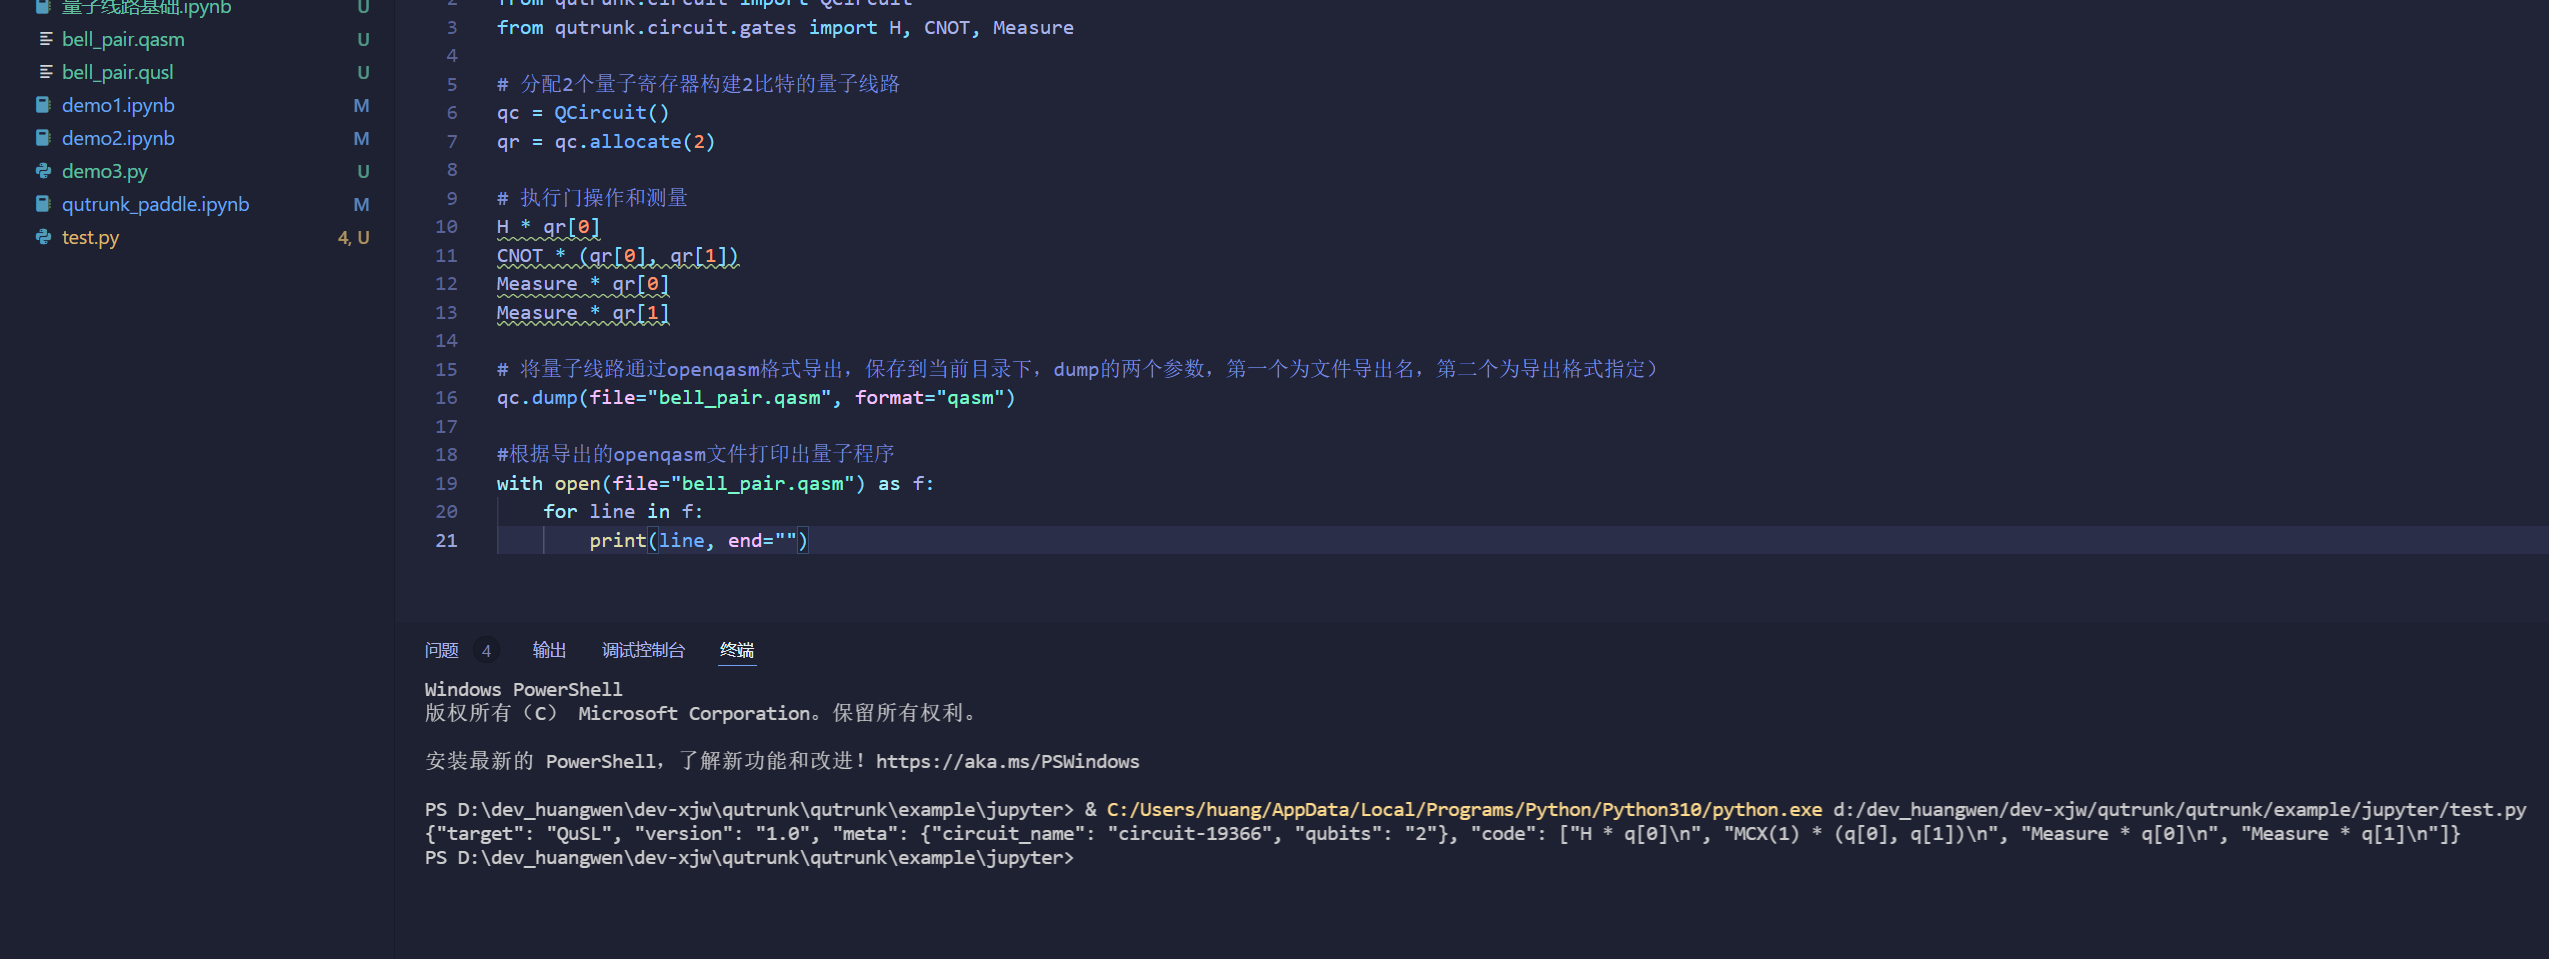 量子线路基础.ipynb U
bell_pair.qasm U
bell_pair.qusl U
demo1.ipynb M
demo2.ipynb M
demo3.py U
qutrunk_paddle.ipynb M
test.py 4, U
2 from qutrunk.circuit import QCircuit
3 from qutrunk.circuit.gates import H, CNOT, Measure
4
5 # 分配2个量子寄存器构建2比特的量子线路
6 qc = QCircuit()
7 qr = qc.allocate(2)
8
9 # 执行门操作和测量
10 H * qr[0]
11 CNOT * (qr[0], qr[1])
12 Measure * qr[0]
13 Measure * qr[1]
14
15 # 将量子线路通过openqasm格式导出，保存到当前目录下，dump的两个参数，第一个为文件导出名，第二个为导出格式指定）
16 qc.dump(file="bell_pair.qasm", format="qasm")
17
18 #根据导出的openqasm文件打印出量子程序
19 with open(file="bell_pair.qasm") as f:
20 for line in f:
21 print(line, end="")
问题 4 输出 调试控制台 终端
Windows PowerShell
版权所有（C） Microsoft Corporation。保留所有权利。
安装最新的 PowerShell，了解新功能和改进！https://aka.ms/PSWindows
PS D:\dev_huangwen\dev-xjw\qutrunk\qutrunk\example\jupyter> & C:/Users/huang/AppData/Local/Programs/Python/Python310/python.exe d:/dev_huangwen/dev-xjw/qutrunk/qutrunk/example/jupyter/test.py
{"target": "QuSL", "version": "1.0", "meta": {"circuit_name": "circuit-19366", "qubits": "2"}, "code": ["H * q[0]\n", "MCX(1) * (q[0], q[1])\n", "Measure * q[0]\n", "Measure * q[1]\n"]}
PS D:\dev_huangwen\dev-xjw\qutrunk\qutrunk\example\jupyter>